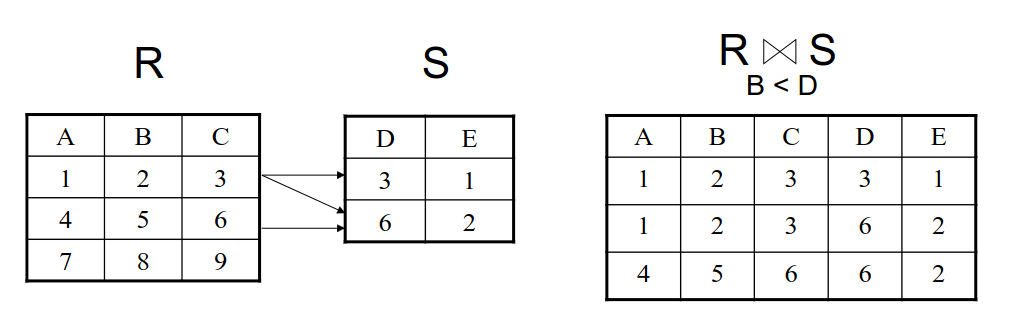 R
A B C
1 2 3
4 5 6
7 8 9
S
D E
3 1
6 2
R ⋈ S
B < D
A B C D E
1 2 3 3 1
1 2 3 6 2
4 5 6 6 2